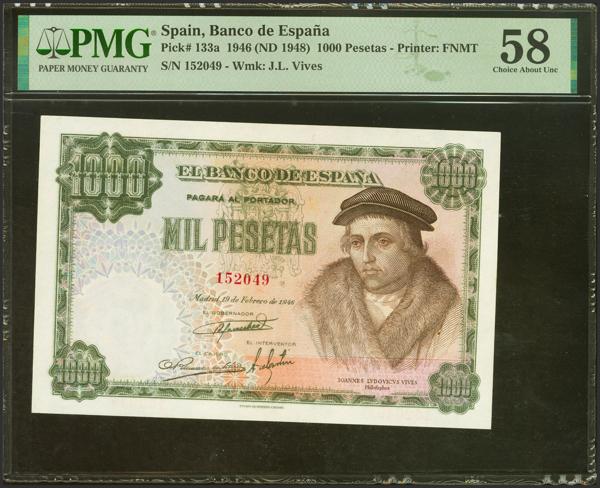 PMG
PAPER MONEY GUARANTY
Spain, Banco de España
Pick# 133a 1946 (ND 1948) 1000 Pesetas - Printer: FNMT
S/N 152049 - Wmk: J.L. Vives
58
Choice About Unc
1000
1000
EL BANCO DE ESPAÑA
PAGARÁ AL PORTADOR
MIL PESETAS
152049
Madrid, 19 de Febrero de 1946
EL GOBERNADOR
EL INTERVENTOR
EL CAJERO
IOANNES LVDOVICVS VIVES
Philosophus
1000
1000